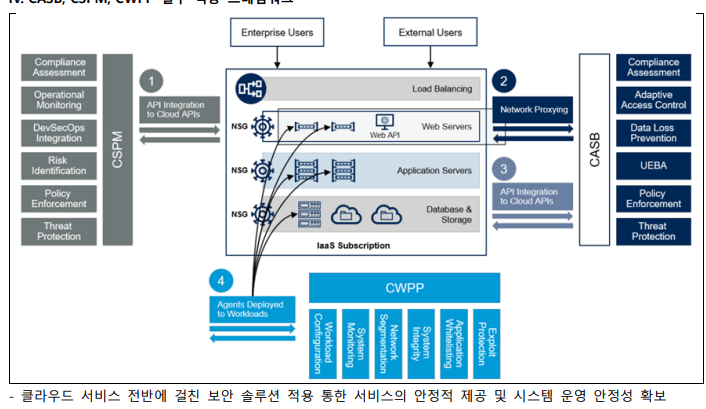 IV. CASB, CSPM, CWPP
Enterprise Users
External Users
Compliance
Assessment
Operational
Monitoring
DevSecOps
Integration
Risk
Identification
Policy
Enforcement
Threat
Protection
CSPM
1
API Integration
to Cloud APIs
Load Balancing
NSG
Web API
Web Servers
NSG
Application Servers
NSG
Database &
Storage
IaaS Subscription
2
Network Proxying
3
API Integration
to Cloud APIs
CASB
Compliance
Assessment
Adaptive
Access Control
Data Loss
Prevention
UEBA
Policy
Enforcement
Threat
Protection
4
Agents Deployed
to Workloads
CWPP
Workload
Configuration
System
Monitoring
Network
Segmentation
System
Integrity
Application
Whitelisting
Exploit
Protection
- 클라우드 서비스 전반에 걸친 보안 솔루션 적용 통한 서비스의 안정적 제공 및 시스템 운영 안정성 확보